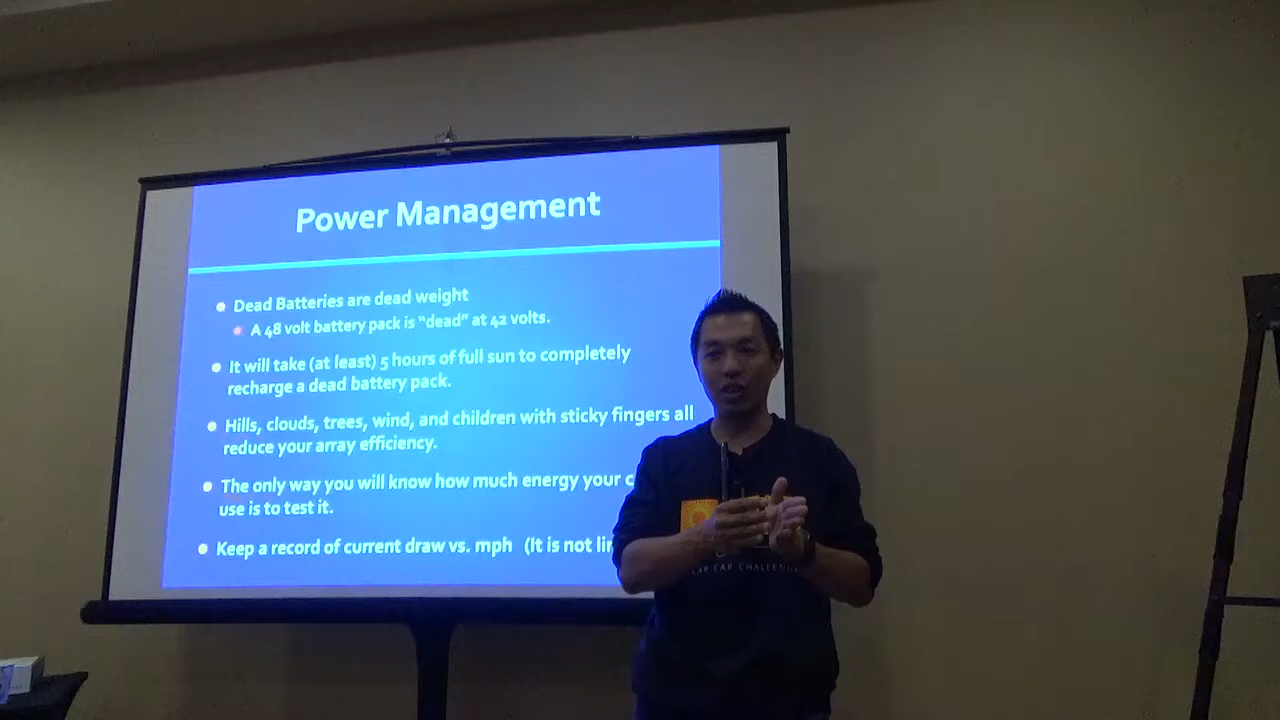 Power Management
Dead Batteries are dead weight
A 48 volt battery pack is "dead" at 42 volts.
It will take (at least) 5 hours of full sun to completely
recharge a dead battery pack.
Hills, clouds, trees, wind, and children with sticky fingers all
reduce your array efficiency.
The only way you will know how much energy your
use is to test it.
Keep a record of current draw vs. mph (It is not
CAR CHALLENGE